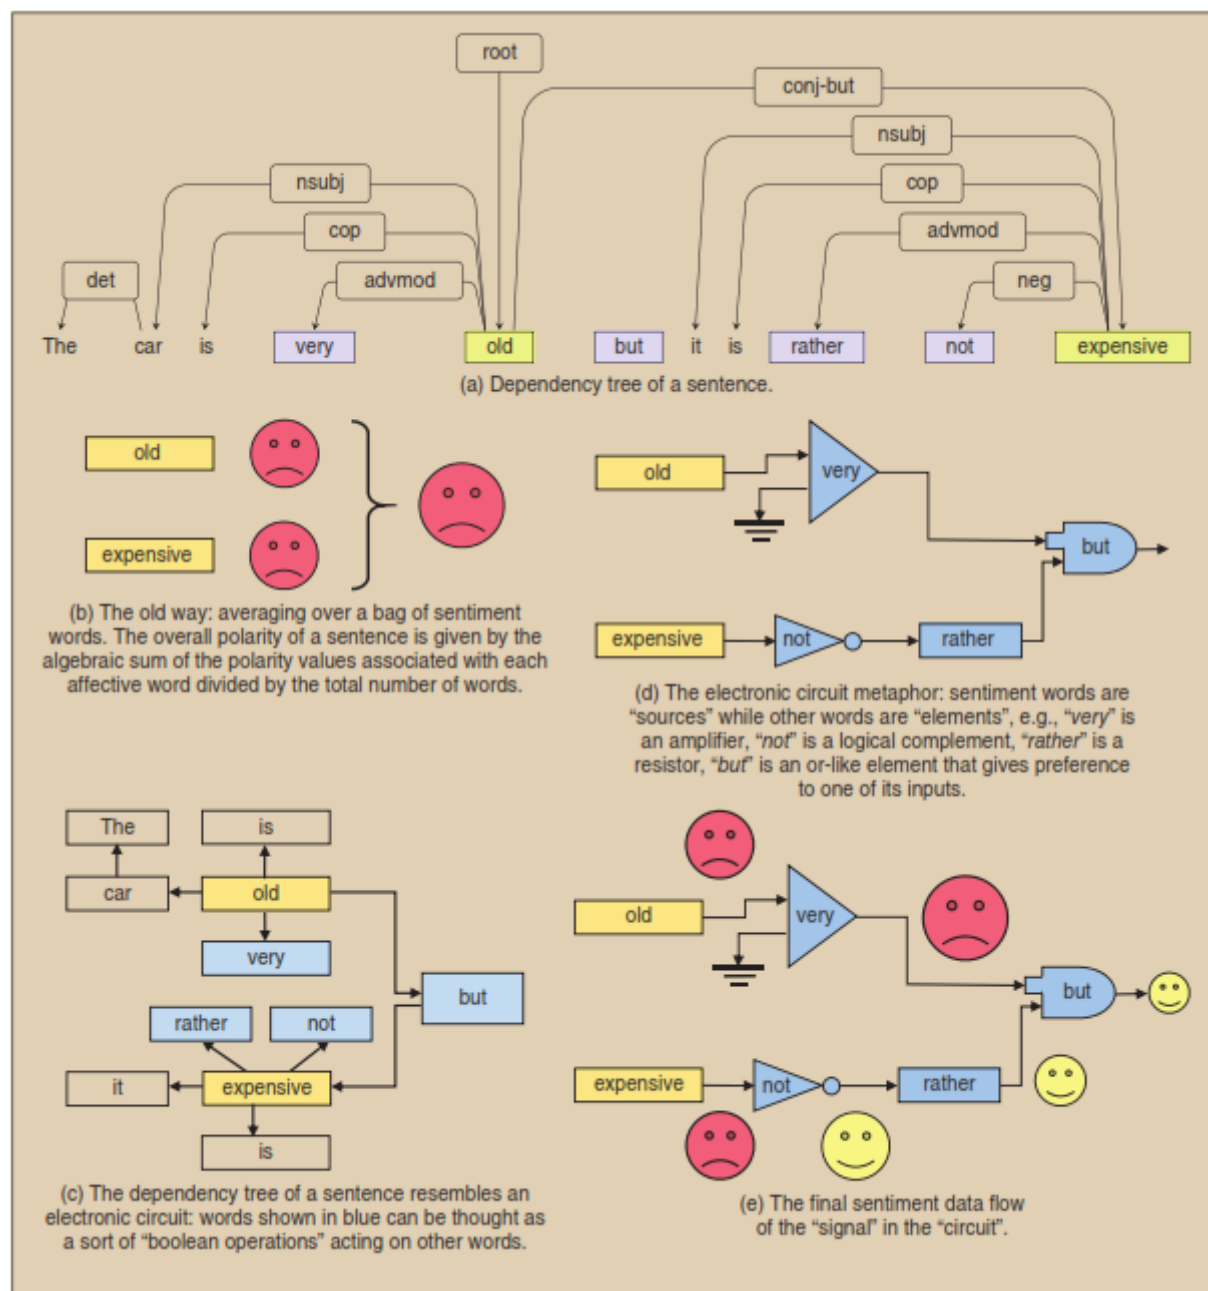 root
conj-but
nsubj
nsubj
cop
cop
advmod
det
advmod
neg
The car is very old but it is rather not expensive
(a) Dependency tree of a sentence.
old
expensive
(b) The old way: averaging over a bag of sentiment
words. The overall polarity of a sentence is given by the
algebraic sum of the polarity values associated with each
affective word divided by the total number of words.
old
very
but
expensive
not
rather
(d) The electronic circuit metaphor: sentiment words are
“sources” while other words are “elements”, e.g., “very” is
an amplifier, “not” is a logical complement, “rather” is a
resistor, “but” is an or-like element that gives preference
to one of its inputs.
The
is
car
old
very
but
rather
not
it
expensive
is
(c) The dependency tree of a sentence resembles an
electronic circuit: words shown in blue can be thought as
a sort of “boolean operations” acting on other words.
old
very
but
expensive
not
rather
(e) The final sentiment data flow
of the “signal” in the “circuit”.